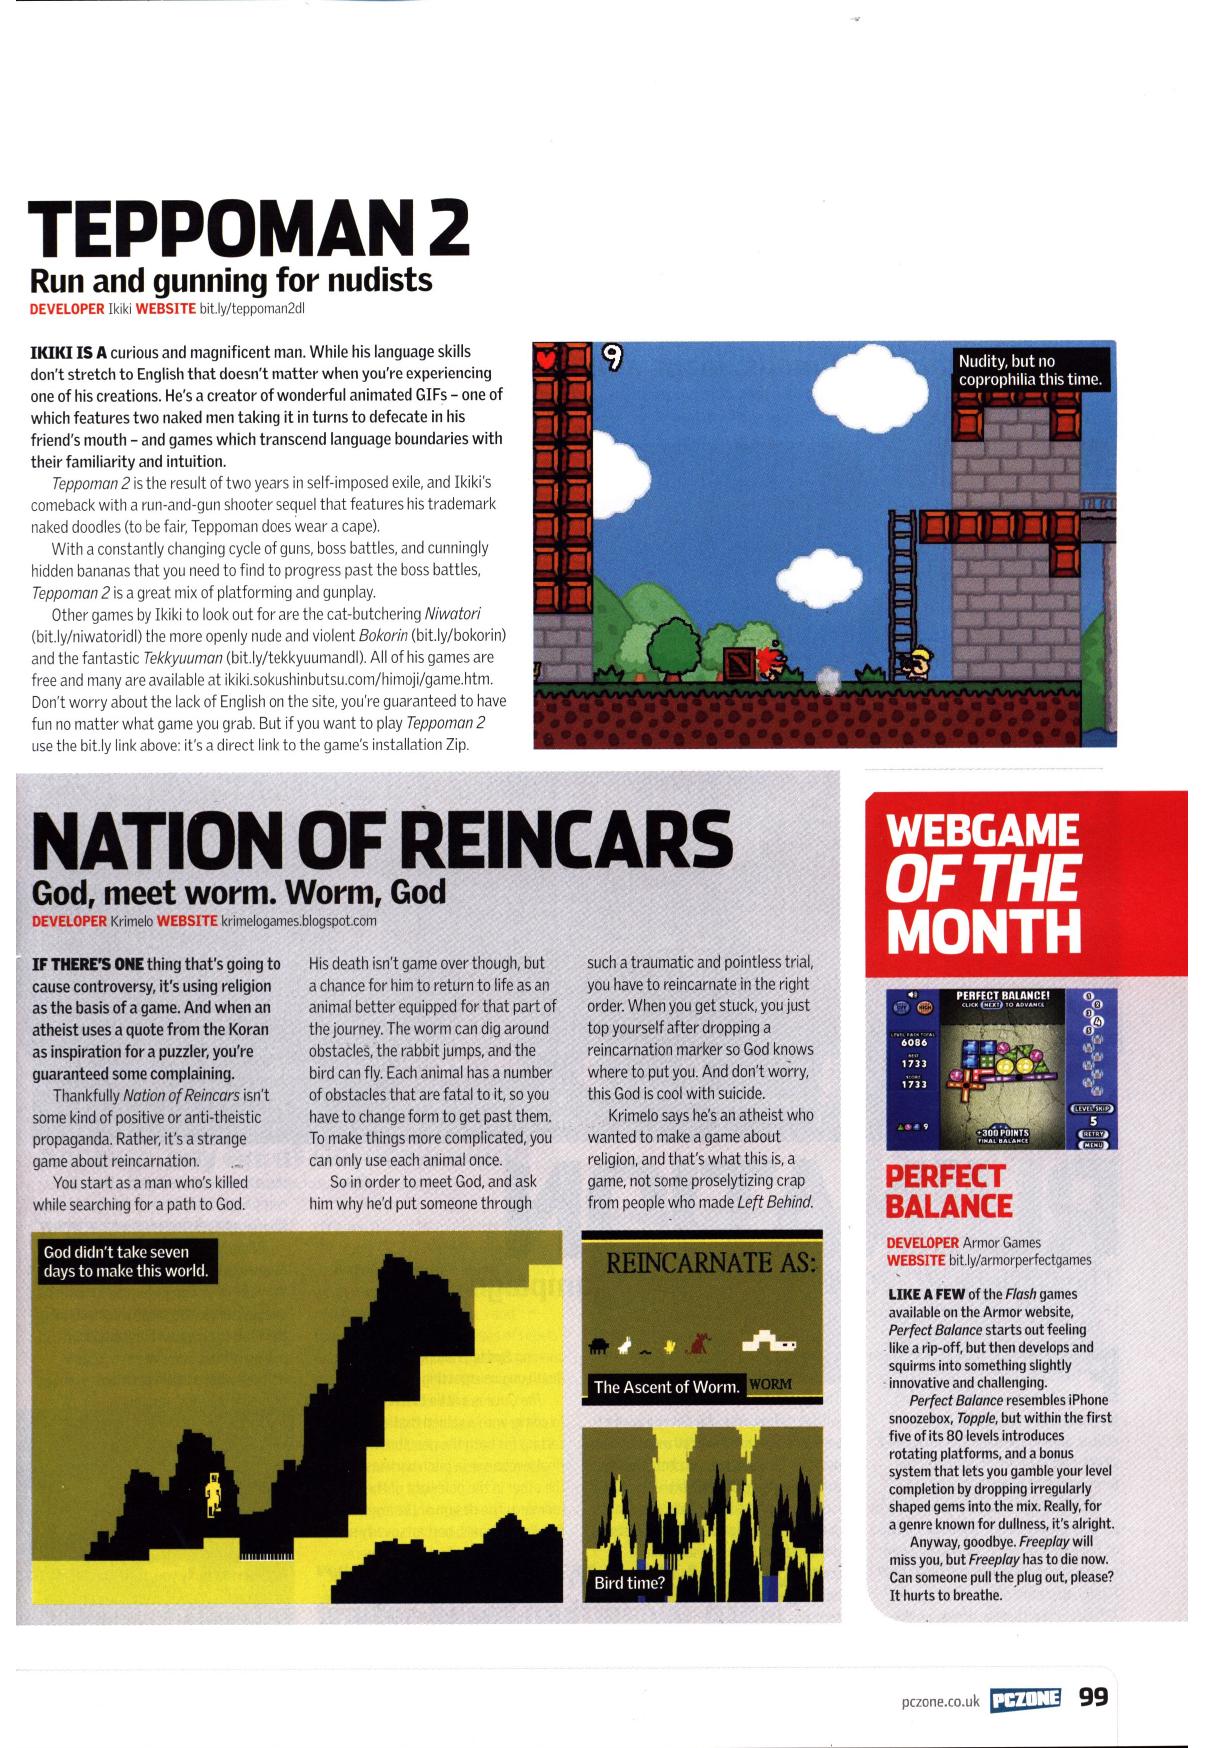 TEPPOMAN 2
Run and gunning for nudists
DEVELOPER Ikiki WEBSITE bit.ly/teppoman2dl
IKIKI IS A curious and magnificent man. While his language skills
don't stretch to English that doesn't matter when you're experiencing
one of his creations. He's a creator of wonderful animated GIFs – one of
which features two naked men taking it in turns to defecate in his
friend's mouth – and games which transcend language boundaries with
their familiarity and intuition.
Teppoman 2 is the result of two years in self-imposed exile, and Ikiki's
comeback with a run-and-gun shooter sequel that features his trademark
naked doodles (to be fair, Teppoman does wear a cape).
With a constantly changing cycle of guns, boss battles, and cunningly
hidden bananas that you need to find to progress past the boss battles,
Teppoman 2 is a great mix of platforming and gunplay.
Other games by Ikiki to look out for are the cat-butchering Niwatori
(bit.ly/niwatoridl) the more openly nude and violent Bokorin (bit.ly/bokorin)
and the fantastic Tekkyuuman (bit.ly/tekkyuumandl). All of his games are
free and many are available at ikiki.sokushinbutsu.com/himoji/game.htm.
Don't worry about the lack of English on the site, you're guaranteed to have
fun no matter what game you grab. But if you want to play Teppoman 2
use the bit.ly link above: it's a direct link to the game's installation Zip.
9
Nudity, but no
coprophilia this time.
NATION OF REINCARS
God, meet worm. Worm, God
DEVELOPER Krimelo WEBSITE krimelogames.blogspot.com
IF THERE'S ONE thing that's going to
cause controversy, it's using religion
as the basis of a game. And when an
atheist uses a quote from the Koran
as inspiration for a puzzler, you're
guaranteed some complaining.
Thankfully Nation of Reincars isn't
some kind of positive or anti-theistic
propaganda. Rather, it's a strange
game about reincarnation.
You start as a man who's killed
while searching for a path to God.
His death isn't game over though, but
a chance for him to return to life as an
animal better equipped for that part of
the journey. The worm can dig around
obstacles, the rabbit jumps, and the
bird can fly. Each animal has a number
of obstacles that are fatal to it, so you
have to change form to get past them.
To make things more complicated, you
can only use each animal once.
So in order to meet God, and ask
him why he'd put someone through
such a traumatic and pointless trial,
you have to reincarnate in the right
order. When you get stuck, you just
top yourself after dropping a
reincarnation marker so God knows
where to put you. And don't worry,
this God is cool with suicide.
Krimelo says he's an atheist who
wanted to make a game about
religion, and that's what this is, a
game, not some proselytizing crap
from people who made Left Behind.
God didn't take seven
days to make this world.
REINCARNATE AS:
The Ascent of Worm.
WORM
Bird time?
WEBGAME
OF THE
MONTH
PERFECT BALANCE!
CLICK NEXT TO ADVANCE
LEVEL PACK TOTAL
6086
BEST
1733
SCORE
1733
9
+300 POINTS
FINAL BALANCE
LEVEL SKIP
5
RETRY
MENU
PERFECT
BALANCE
DEVELOPER Armor Games
WEBSITE bit.ly/armorperfectgames
LIKE A FEW of the Flash games
available on the Armor website,
Perfect Balance starts out feeling
like a rip-off, but then develops and
squirms into something slightly
innovative and challenging.
Perfect Balance resembles iPhone
snoozebox, Topple, but within the first
five of its 80 levels introduces
rotating platforms, and a bonus
system that lets you gamble your level
completion by dropping irregularly
shaped gems into the mix. Really, for
a genre known for dullness, it's alright.
Anyway, goodbye. Freeplay will
miss you, but Freeplay has to die now.
Can someone pull the plug out, please?
It hurts to breathe.
pczone.co.uk PCZONE 99